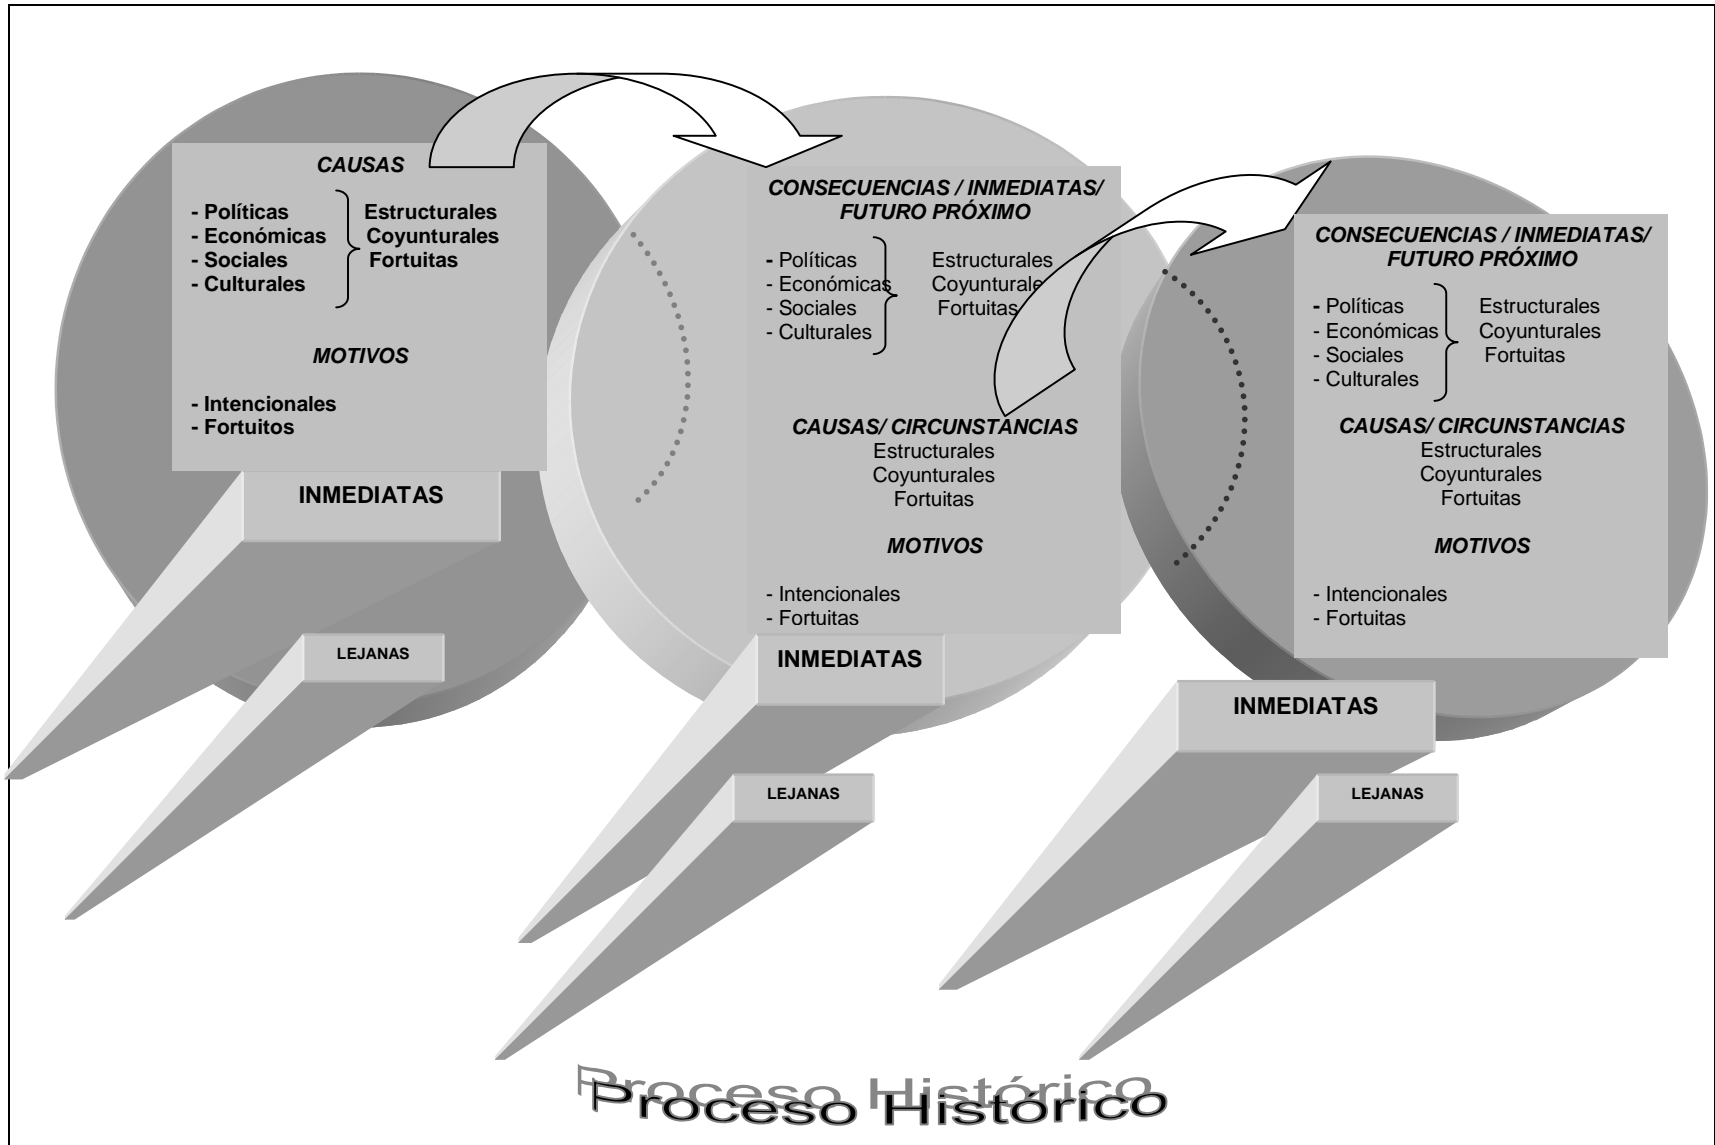 CAUSAS
- Políticas Estructurales
- Económicas Coyunturales
- Sociales Fortuitas
- Culturales
MOTIVOS
- Intencionales
- Fortuitos
INMEDIATAS
LEJANAS
CONSECUENCIAS / INMEDIATAS/
FUTURO PRÓXIMO
- Políticas Estructurales
- Económicas Coyunturales
- Sociales Fortuitas
- Culturales
CAUSAS/ CIRCUNSTANCIAS
Estructurales
Coyunturales
Fortuitas
MOTIVOS
- Intencionales
- Fortuitas
INMEDIATAS
LEJANAS
CONSECUENCIAS / INMEDIATAS/
FUTURO PRÓXIMO
- Políticas Estructurales
- Económicas Coyunturales
- Sociales Fortuitas
- Culturales
CAUSAS/ CIRCUNSTANCIAS
Estructurales
Coyunturales
Fortuitas
MOTIVOS
- Intencionales
- Fortuitas
INMEDIATAS
LEJANAS
Proceso Histórico